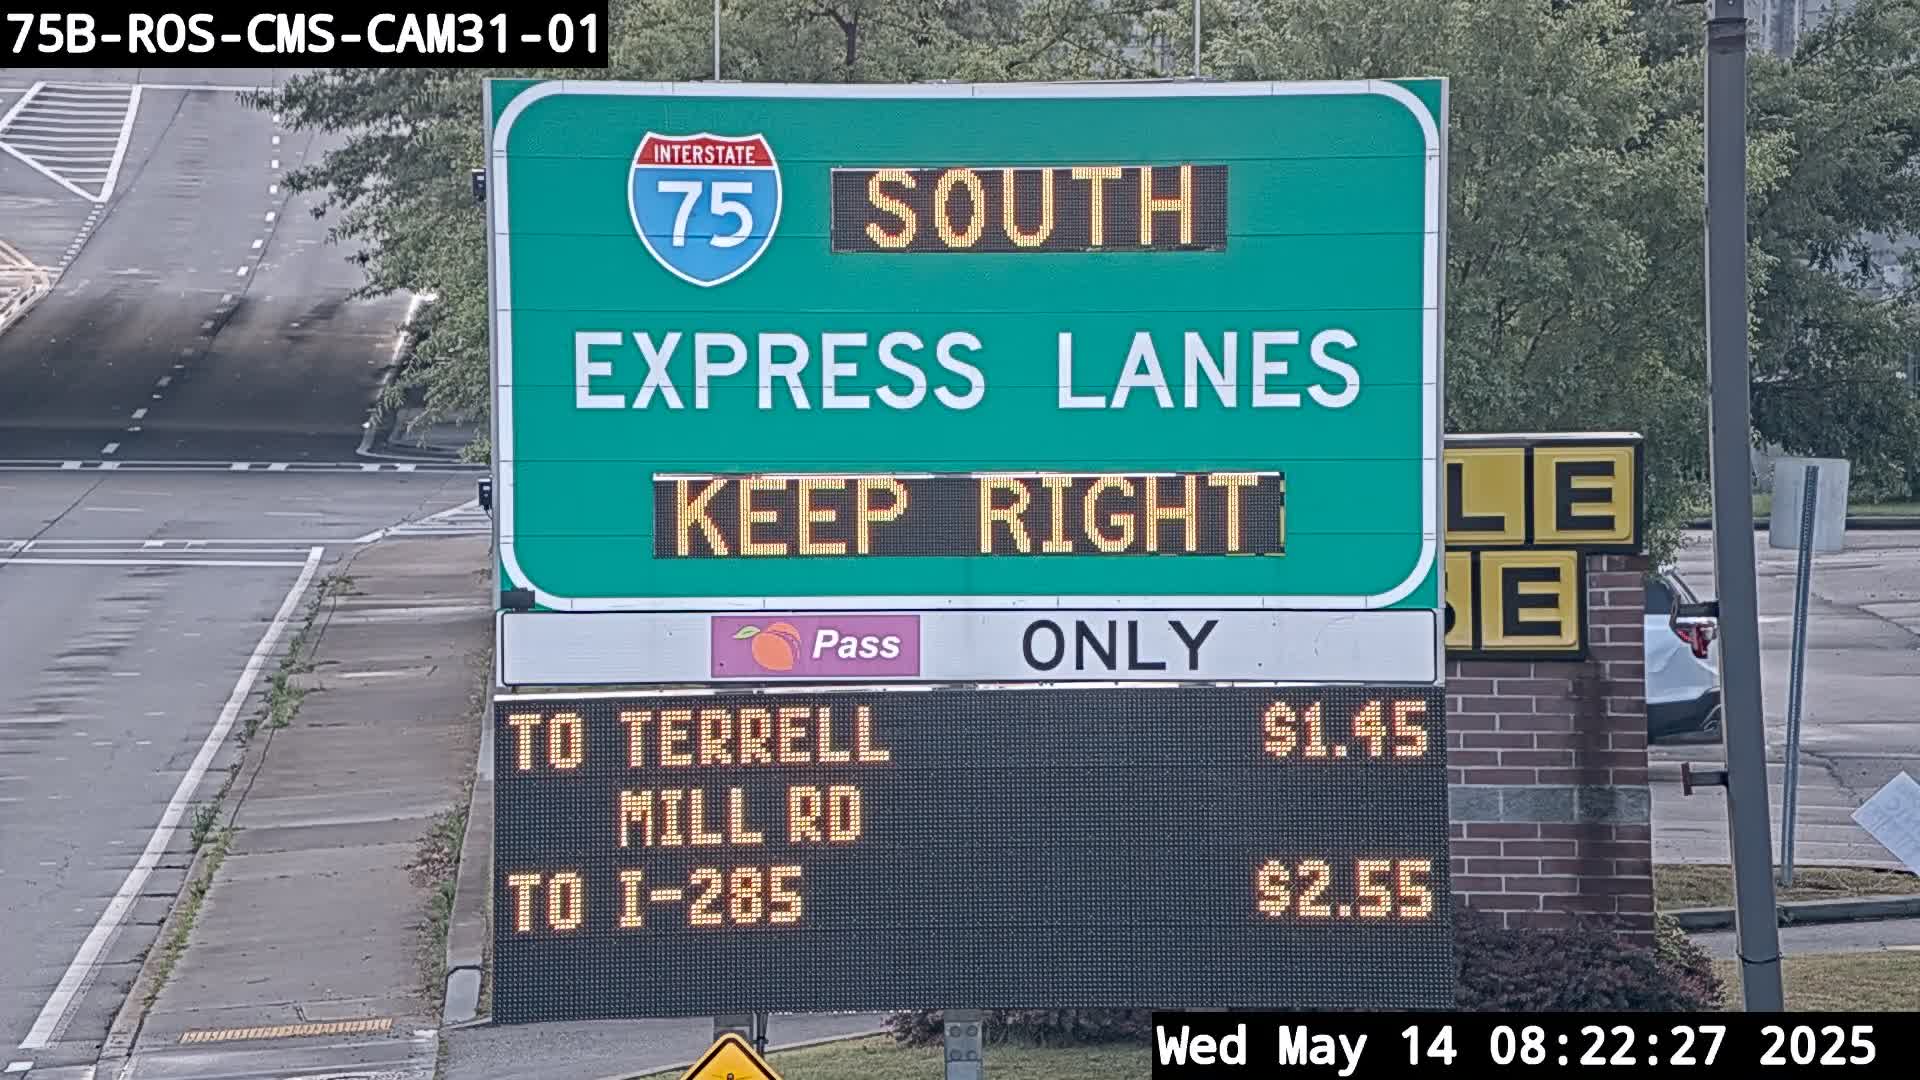 75B-ROS-CMS-CAM31-01
INTERSTATE
75
SOUTH
EXPRESS LANES
KEEP RIGHT
Pass ONLY
TO TERRELL $1.45
MILL RD
TO I-285 $2.55
LE
E
Wed May 14 08:22:27 2025